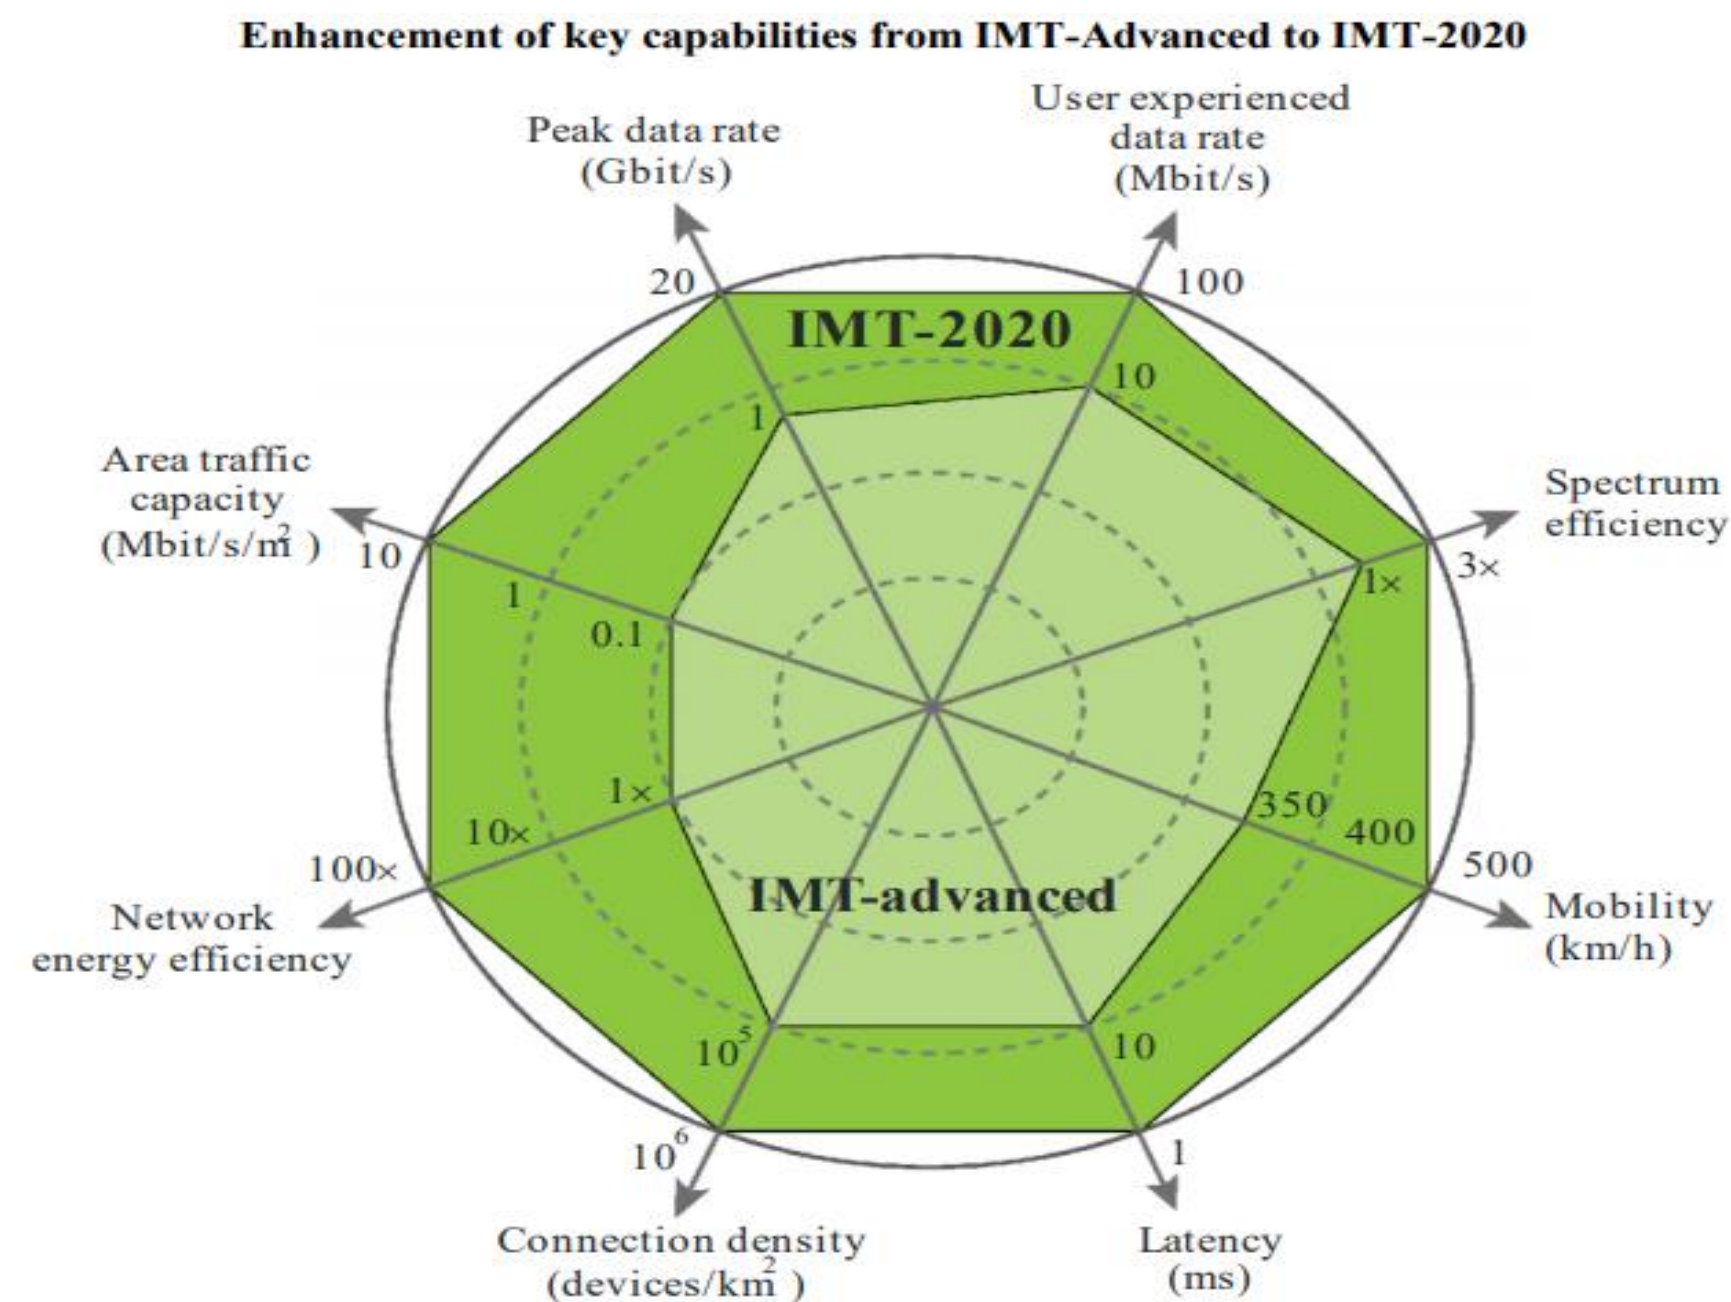 Enhancement of key capabilities from IMT-Advanced to IMT-2020
Peak data rate
(Gbit/s)
User experienced
data rate
(Mbit/s)
20
100
IMT-2020
1
10
Area traffic
capacity
(Mbit/s/m²)
10
1
0.1
Spectrum
efficiency
1×
3×
1×
10×
100×
Network
energy efficiency
350
400
500
Mobility
(km/h)
IMT-advanced
10⁵
10⁶
Connection density
(devices/km²)
10
1
Latency
(ms)